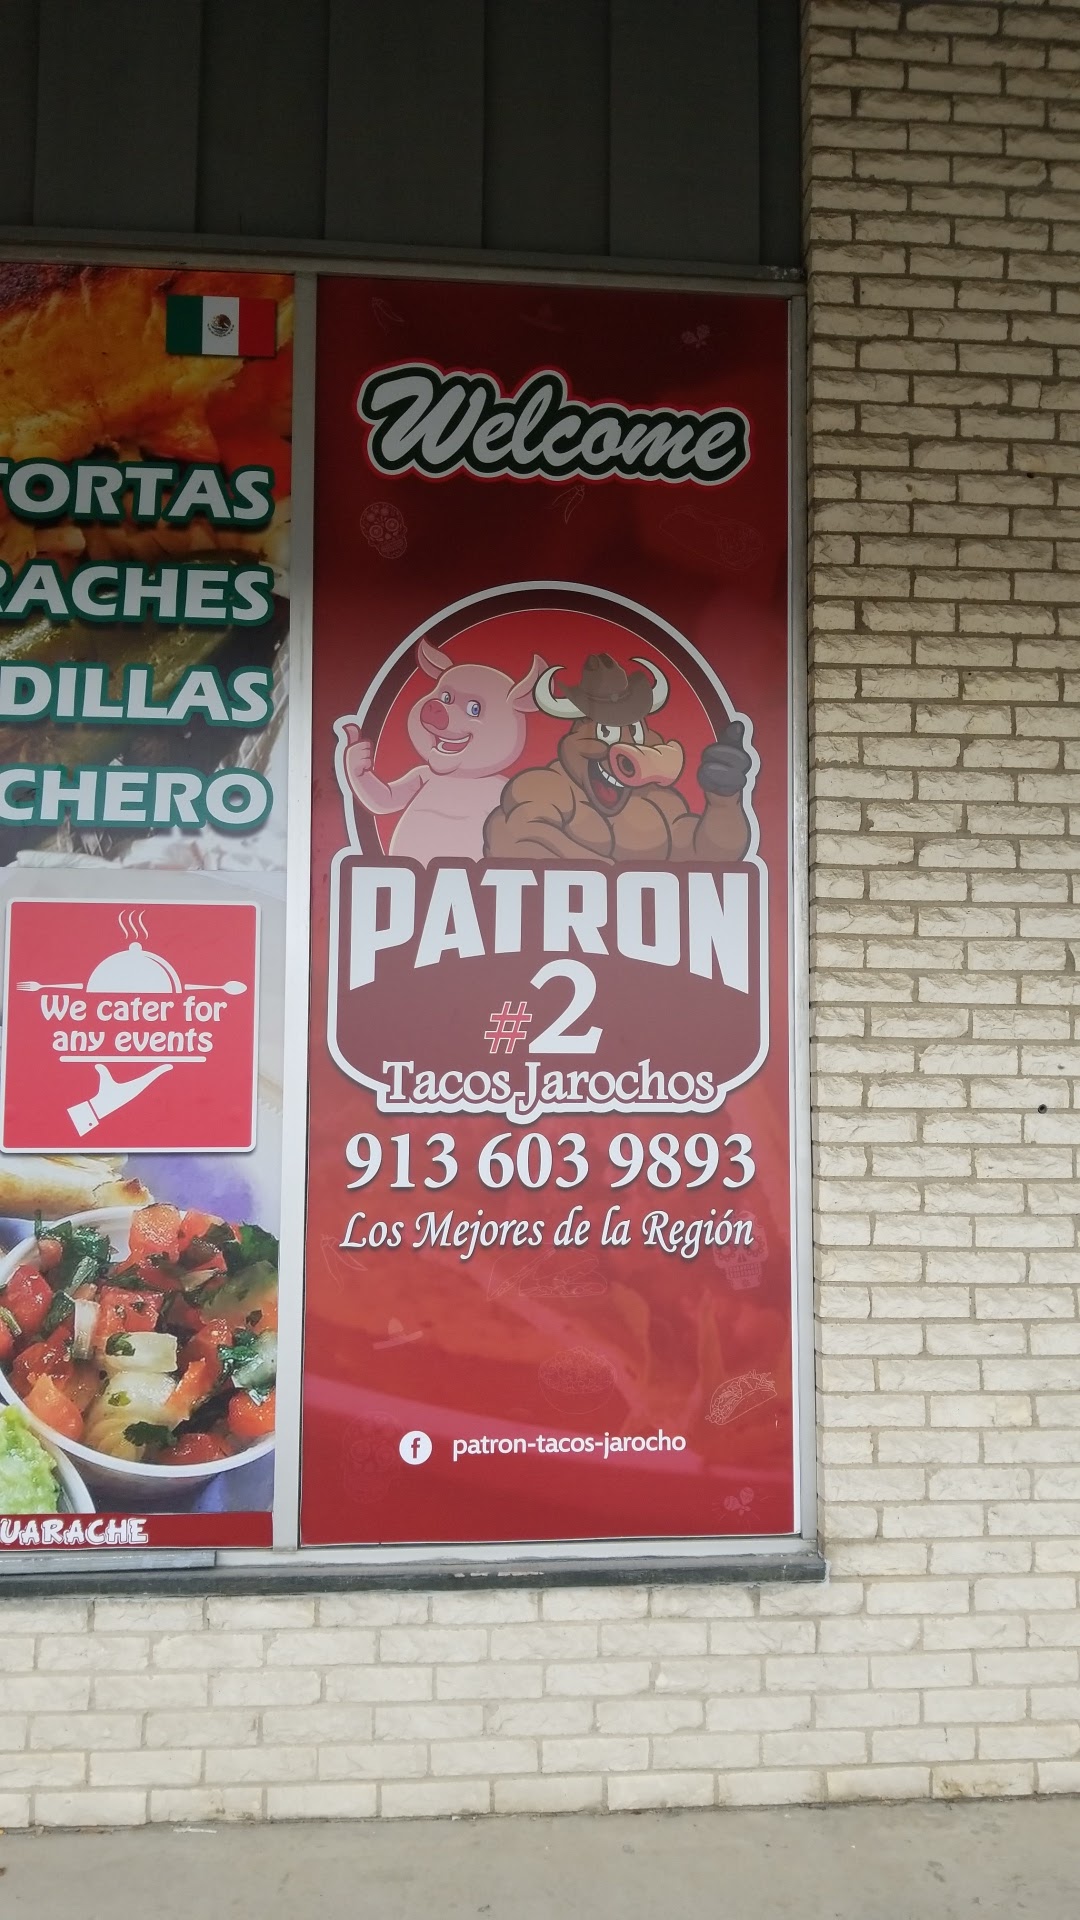 TORTAS
RACHES
DILLAS
CHERO
We cater for
any events
UARACHE
Welcome
PATRON
#2
Tacos Jarochos
913 603 9893
Los Mejores de la Región
f patron-tacos-jarocho